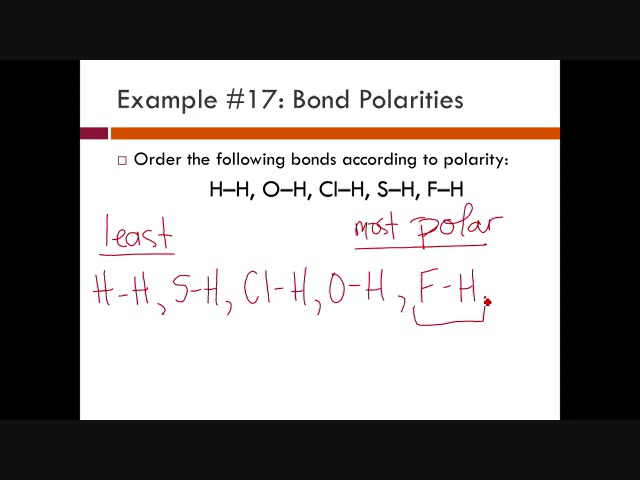 Example #17: Bond Polarities
Order the following bonds according to polarity:
H–H, O–H, Cl–H, S–H, F–H
least most polar
H-H, S-H, Cl-H, O-H, F-H